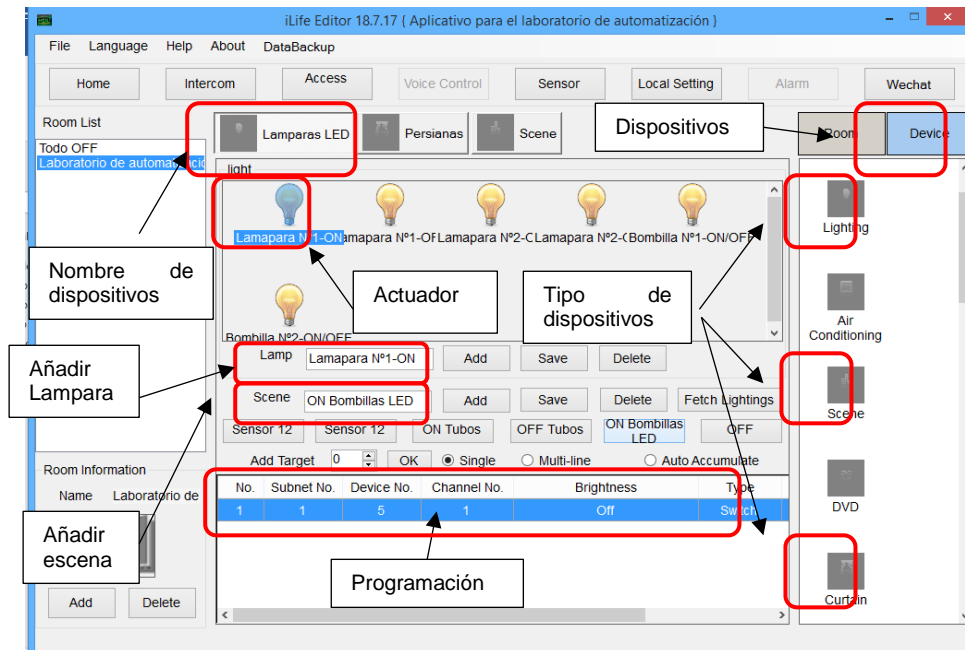 iLife Editor 18.7.17 { Aplicativo para el laboratorio de automatización }
File Language Help About DataBackup
Home Intercom Access Voice Control Sensor Local Setting Alarm Wechat
Room List
Todo OFF
Laboratorio de automatizació
Lamparas LED Persianas Scene
Dispositivos
Room Device
light
Lamapara Nº1-ON
amapara Nº1-OF
Lamapara Nº2-C
Lamapara Nº2-(
Bombilla Nº1-ON/OFF
Bombilla Nº2-ON/OFF
Nombre de
dispositivos
Actuador
Tipo de
dispositivos
Lighting
Air
Conditioning
Scene
DVD
Curtain
Añadir
Lampara
Lamp Lamapara Nº1-ON Add Save Delete
Scene ON Bombillas LED Add Save Delete Fetch Lightings
Sensor 12 Sensor 12 ON Tubos OFF Tubos ON Bombillas
LED OFF
Add Target 0 OK Single Multi-line Auto Accumulate
Room Information
Name Laboratorio de
No. Subnet No. Device No. Channel No. Brightness Type
1 1 5 1 Off Switch
Añadir
escena
Programación
Add Delete